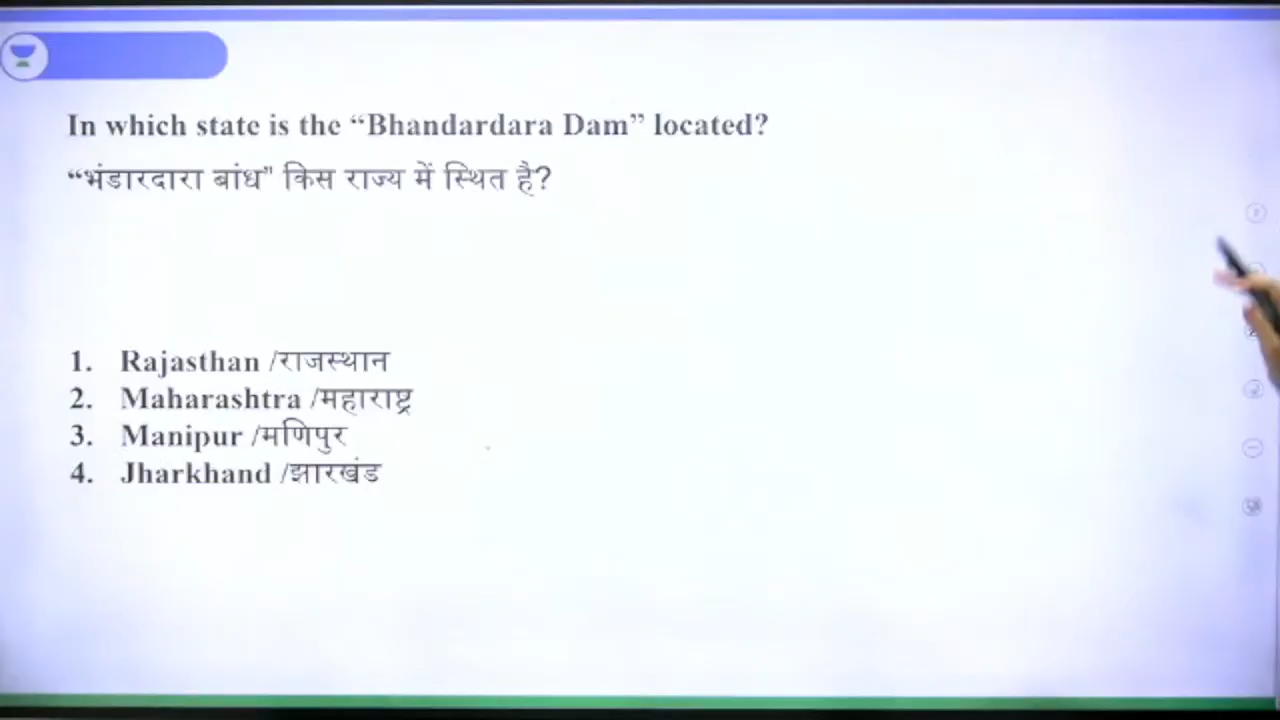 In which state is the “Bhandardara Dam” located?
“भंडारदारा बांध” किस राज्य में स्थित है?
1. Rajasthan /राजस्थान
2. Maharashtra /महाराष्ट्र
3. Manipur /मणिपुर
4. Jharkhand /झारखंड